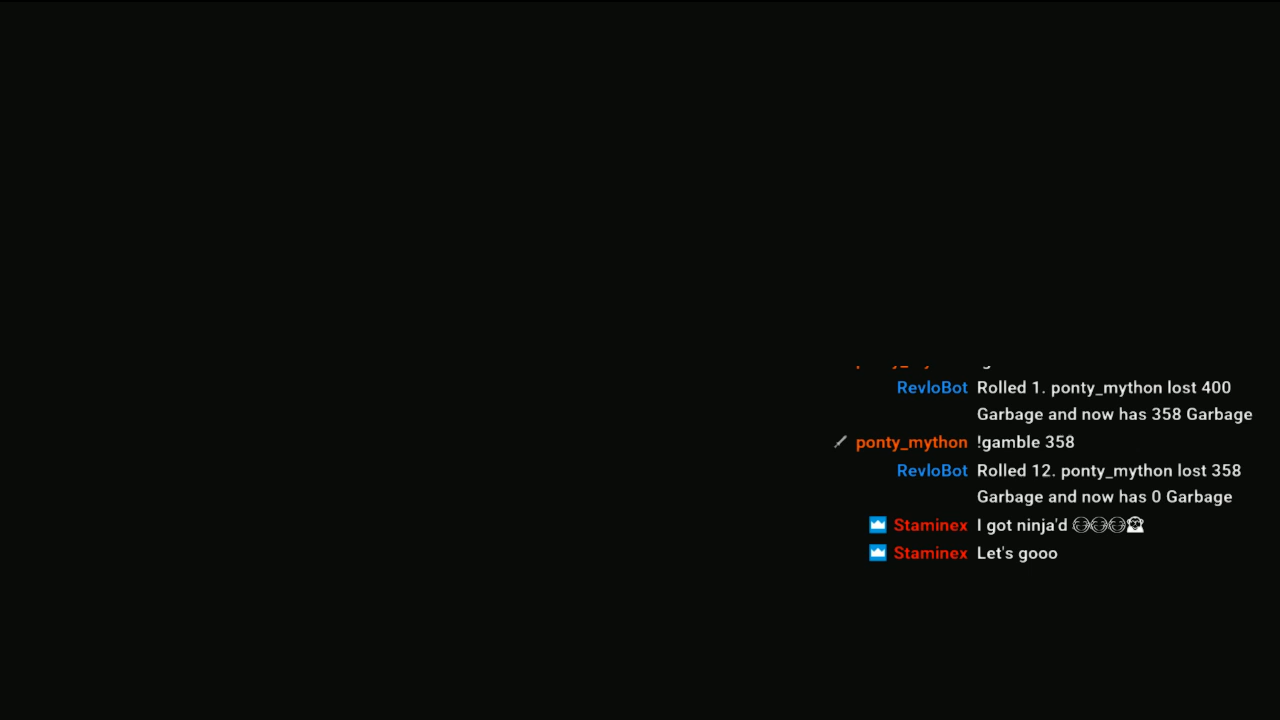 RevloBot Rolled 1. ponty_mython lost 400
Garbage and now has 358 Garbage
ponty_mython !gamble 358
RevloBot Rolled 12. ponty_mython lost 358
Garbage and now has 0 Garbage
Staminex I got ninja'd
Staminex Let's gooo